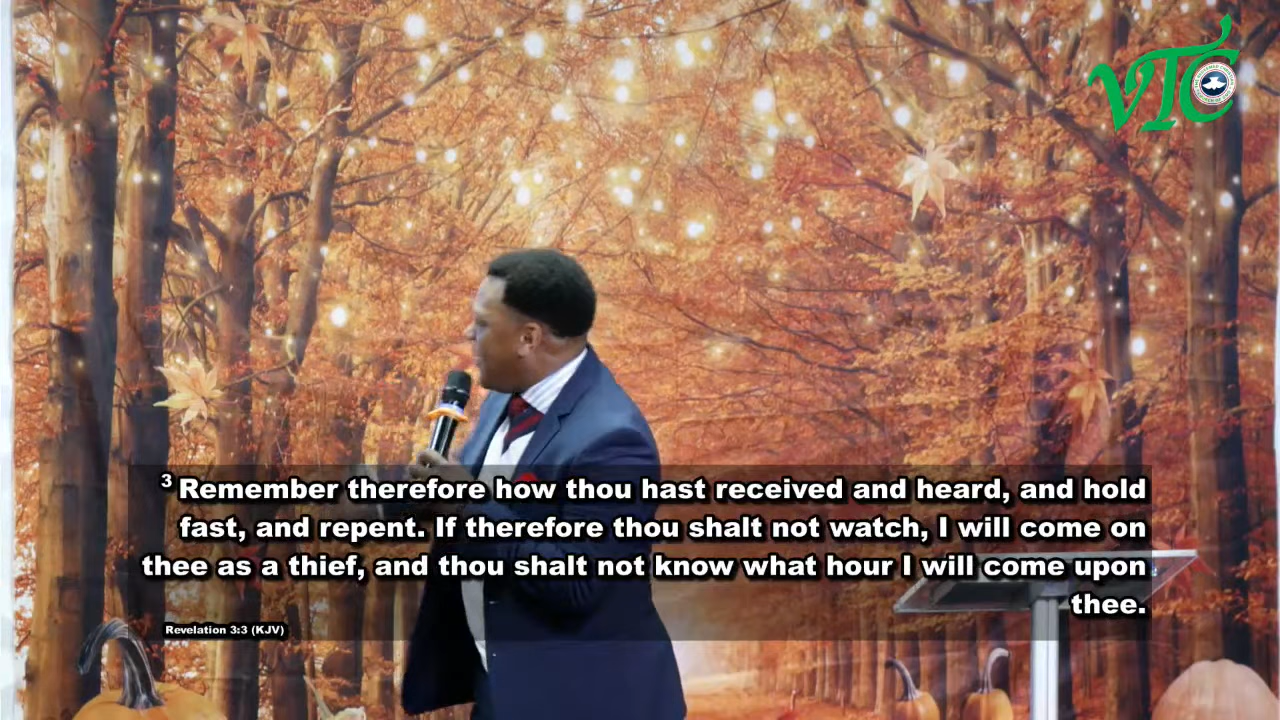 VTC
3 Remember therefore how thou hast received and heard, and hold
fast, and repent. If therefore thou shalt not watch, I will come on
thee as a thief, and thou shalt not know what hour I will come upon
thee.
Revelation 3:3 (KJV)